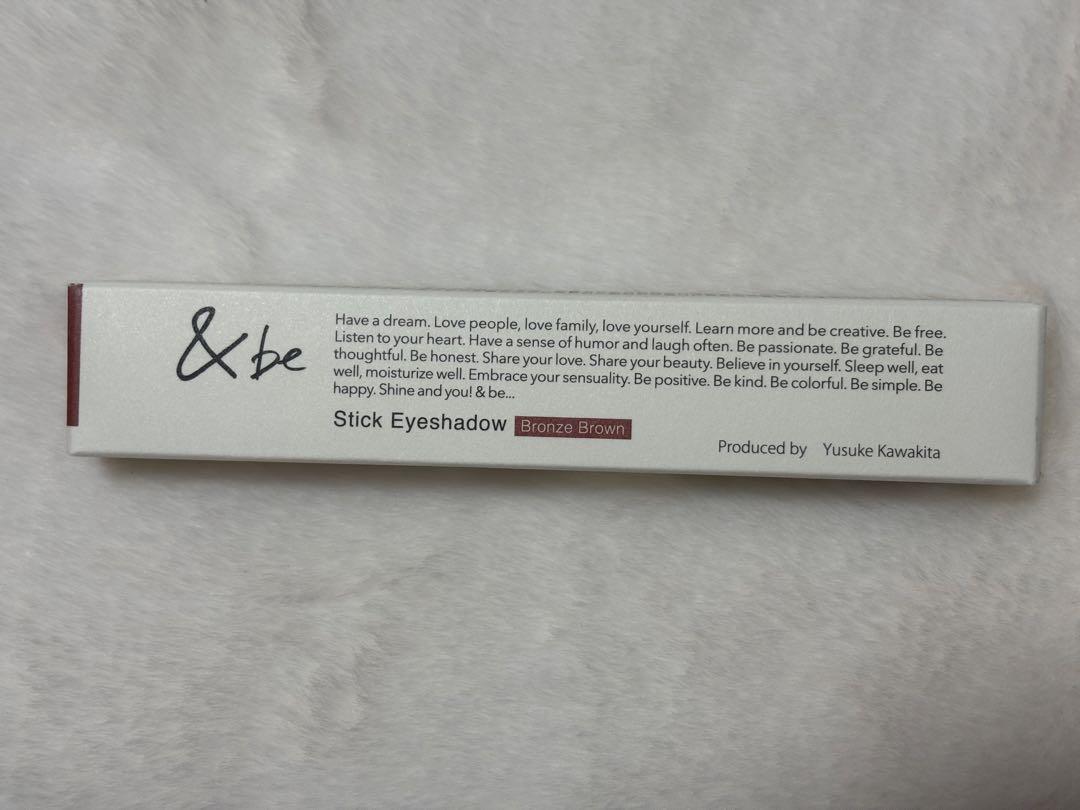 & be
Have a dream. Love people, love family, love yourself. Learn more and be creative. Be free.
Listen to your heart. Have a sense of humor and laugh often. Be passionate. Be grateful. Be
thoughtful. Be honest. Share your love. Share your beauty. Believe in yourself. Sleep well, eat
well, moisturize well. Embrace your sensuality. Be positive. Be kind. Be colorful. Be simple. Be
happy. Shine and you! & be...
Stick Eyeshadow Bronze Brown
Produced by Yusuke Kawakita